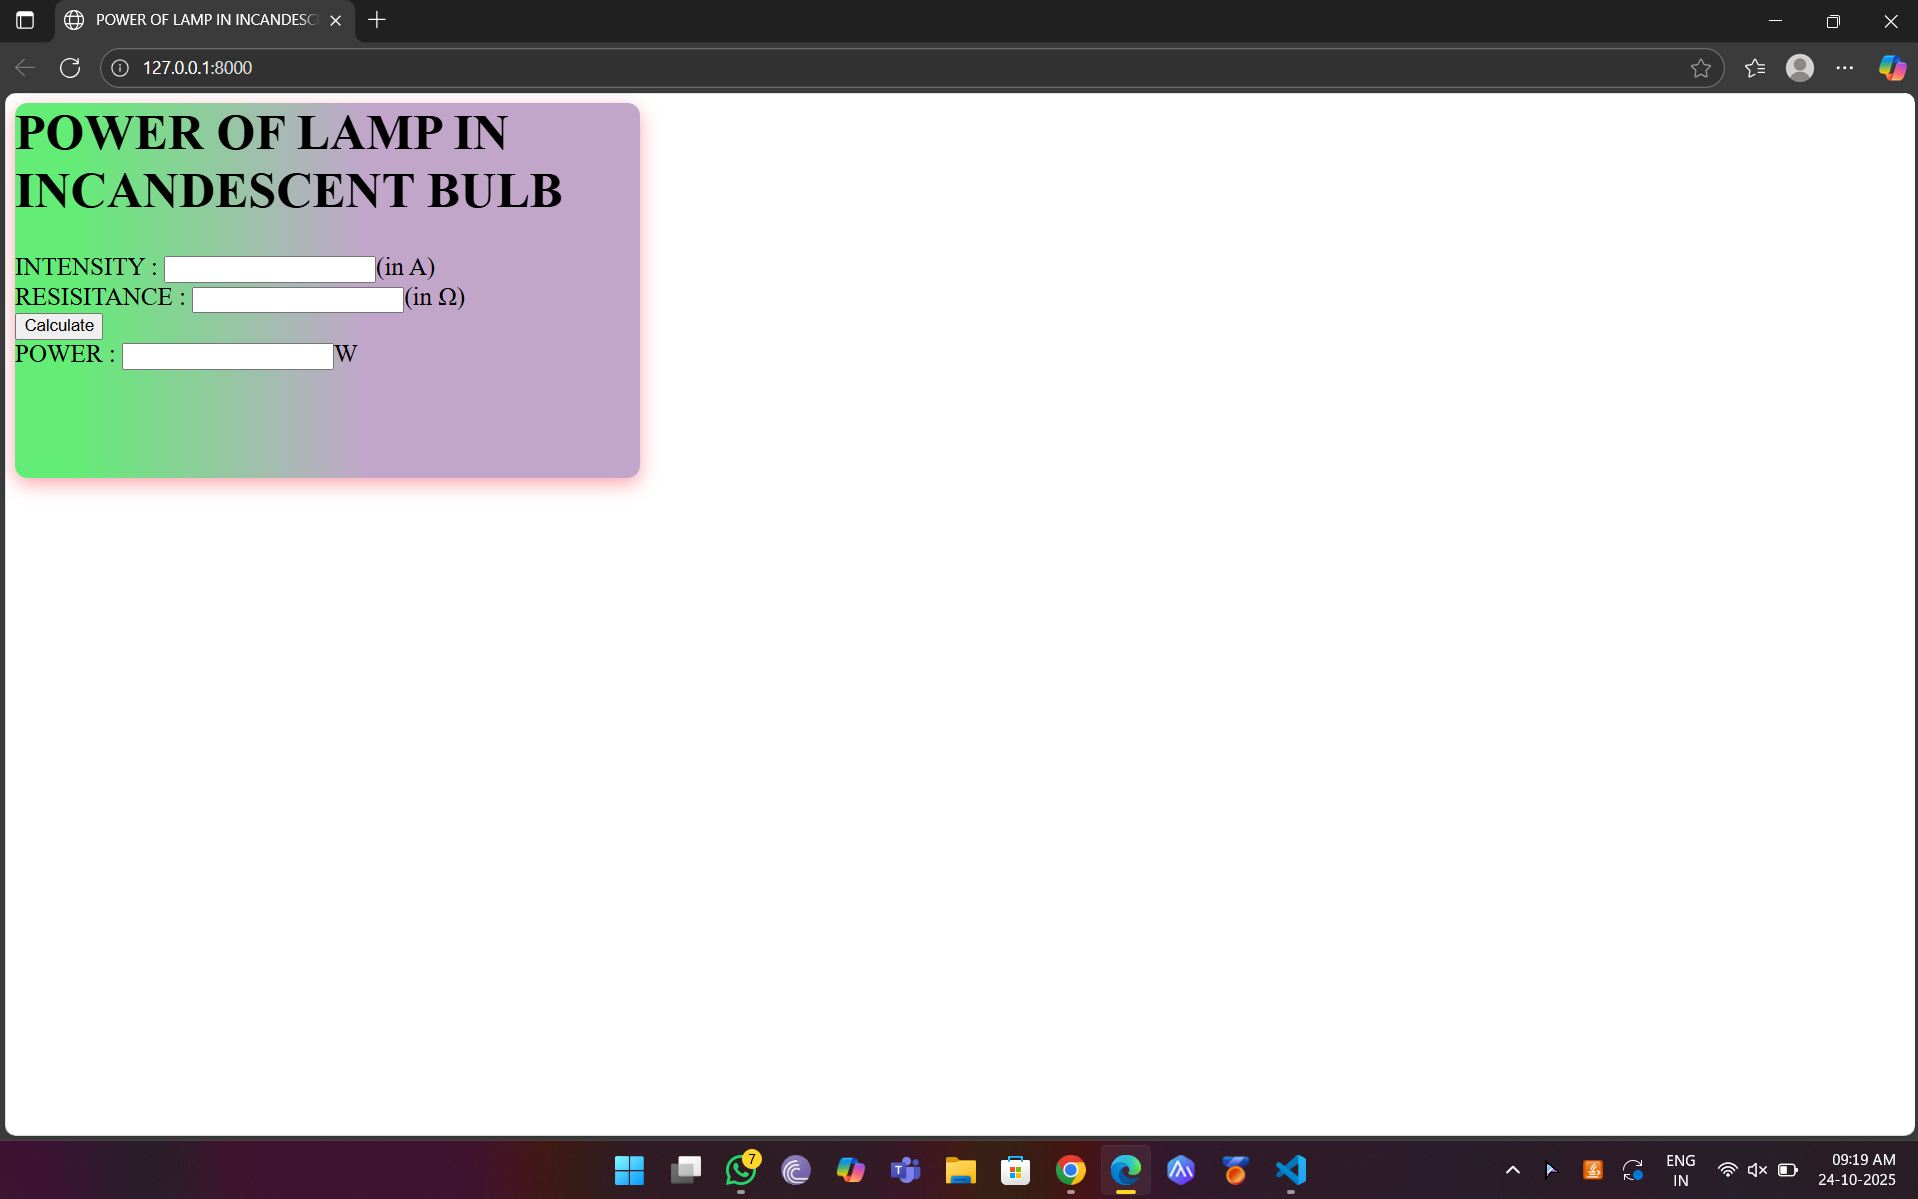 POWER OF LAMP IN INCANDESC
127.0.0.1:8000
POWER OF LAMP IN
INCANDESCENT BULB
INTENSITY : (in A)
RESISITANCE : (in Ω)
Calculate
POWER : W
7
T
ENG
IN
09:19 AM
24-10-2025